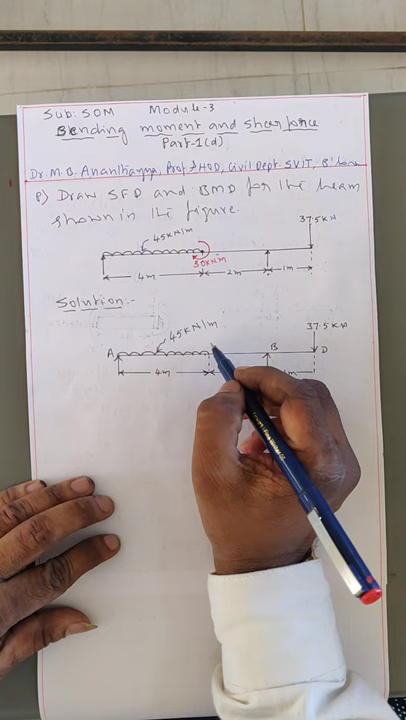 Sub: SOM Module-3
Bending moment and shear force
Part-1(d)
Dr. M.B. Ananthayya, Prof & HOD, Civil Dept. SVIT, B'lore
P) Draw SFD and BMD for the beam
shown in the figure.
37.5KN
45KN/m
30KNm
4m 2m 1m
Solution:-
45KN/m
37.5KN
A B D
4m